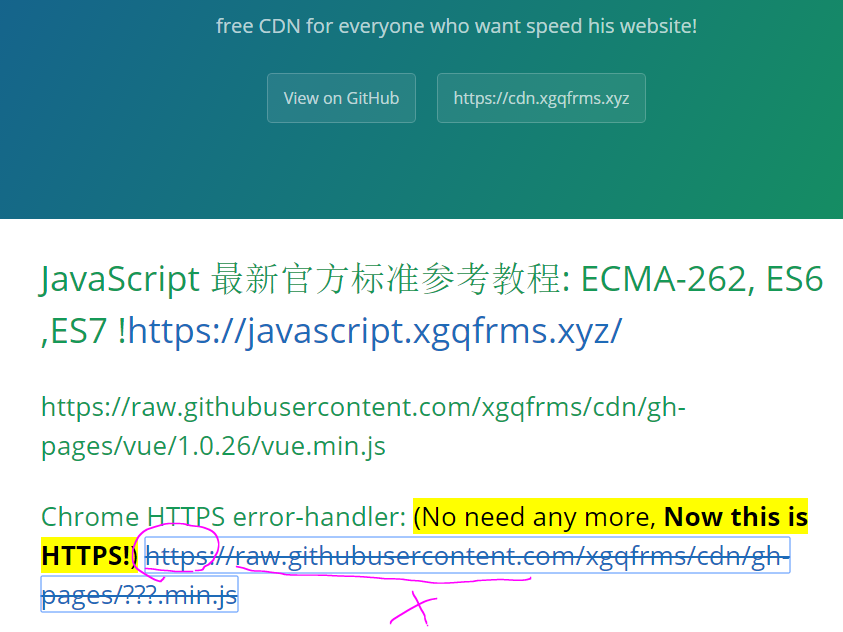 free CDN for everyone who want speed his website!
View on GitHub
https://cdn.xgqfrms.xyz
JavaScript 最新官方标准参考教程: ECMA-262, ES6
,ES7 !https://javascript.xgqfrms.xyz/
https://raw.githubusercontent.com/xgqfrms/cdn/gh-
pages/vue/1.0.26/vue.min.js
Chrome HTTPS error-handler: (No need any more, Now this is
HTTPS!) https://raw.githubusercontent.com/xgqfrms/cdn/gh-
pages/???.min.js